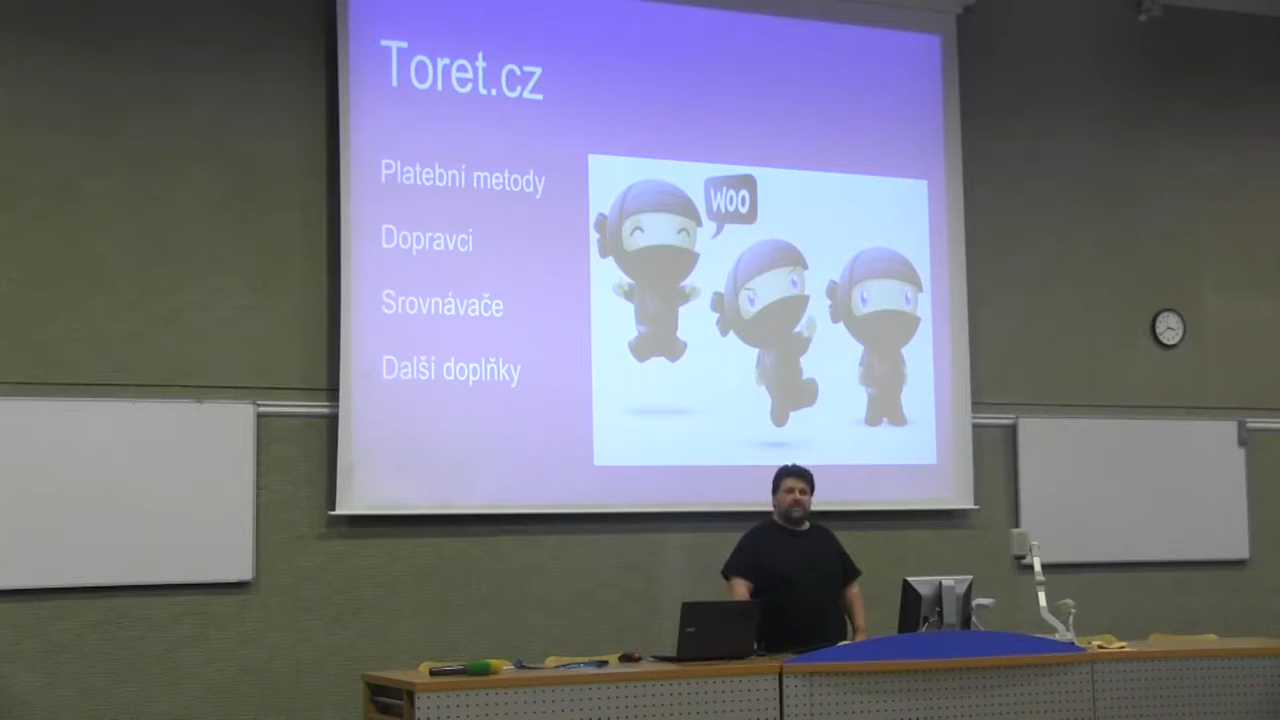 Toret.cz
Platební metody
Dopravci
Srovnávače
Další doplňky
WOO